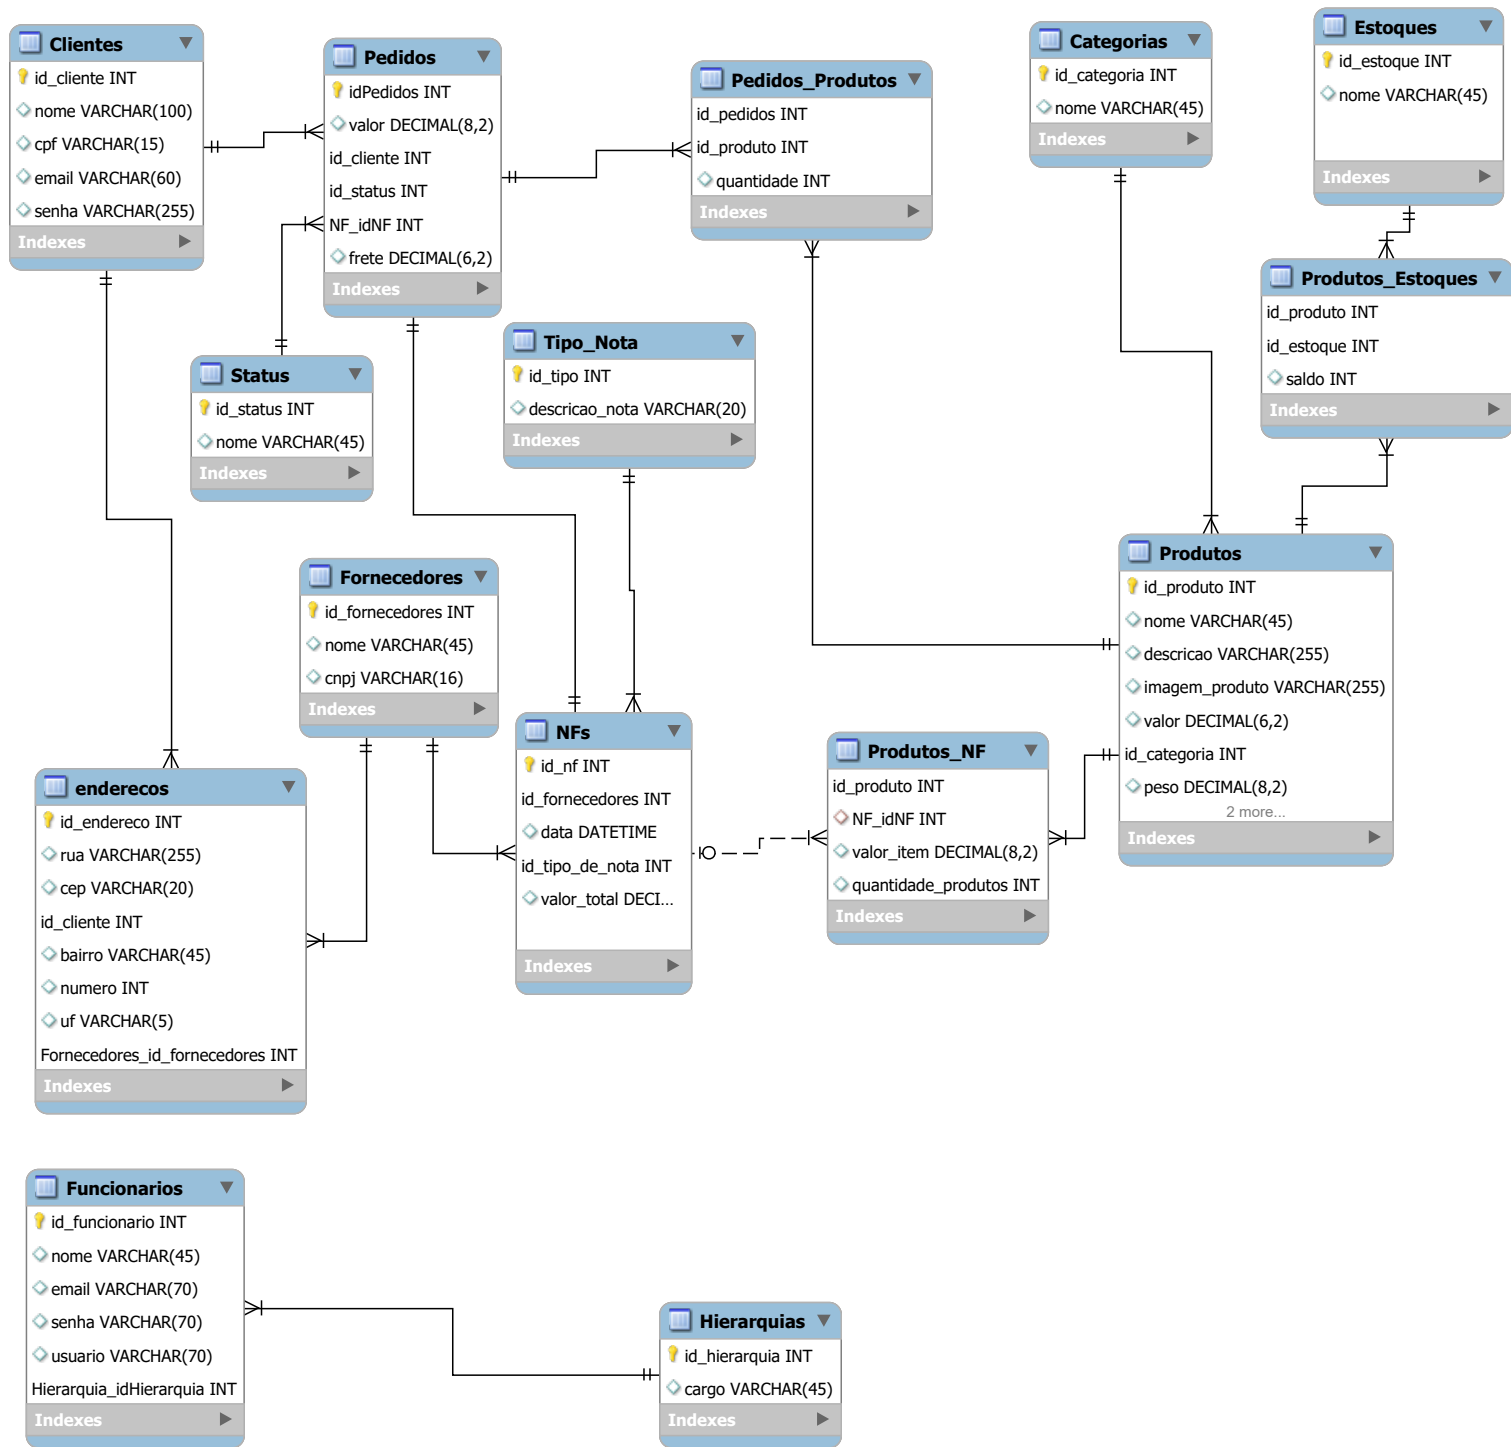 Clientes
id_cliente INT
nome VARCHAR(100)
cpf VARCHAR(15)
email VARCHAR(60)
senha VARCHAR(255)
Indexes
Pedidos
idPedidos INT
valor DECIMAL(8,2)
id_cliente INT
id_status INT
NF_idNF INT
frete DECIMAL(6,2)
Indexes
Pedidos_Produtos
id_pedidos INT
id_produto INT
quantidade INT
Indexes
Categorias
id_categoria INT
nome VARCHAR(45)
Indexes
Estoques
id_estoque INT
nome VARCHAR(45)
Indexes
Produtos_Estoques
id_produto INT
id_estoque INT
saldo INT
Indexes
Status
id_status INT
nome VARCHAR(45)
Indexes
Tipo_Nota
id_tipo INT
descricao_nota VARCHAR(20)
Indexes
Fornecedores
id_fornecedores INT
nome VARCHAR(45)
cnpj VARCHAR(16)
Indexes
Produtos
id_produto INT
nome VARCHAR(45)
descricao VARCHAR(255)
imagem_produto VARCHAR(255)
valor DECIMAL(6,2)
id_categoria INT
peso DECIMAL(8,2)
2 more...
Indexes
NFs
id_nf INT
id_fornecedores INT
data DATETIME
id_tipo_de_nota INT
valor_total DECI...
Indexes
Produtos_NF
id_produto INT
NF_idNF INT
valor_item DECIMAL(8,2)
quantidade_produtos INT
Indexes
enderecos
id_endereco INT
rua VARCHAR(255)
cep VARCHAR(20)
id_cliente INT
bairro VARCHAR(45)
numero INT
uf VARCHAR(5)
Fornecedores_id_fornecedores INT
Indexes
Funcionarios
id_funcionario INT
nome VARCHAR(45)
email VARCHAR(70)
senha VARCHAR(70)
usuario VARCHAR(70)
Hierarquia_idHierarquia INT
Indexes
Hierarquias
id_hierarquia INT
cargo VARCHAR(45)
Indexes